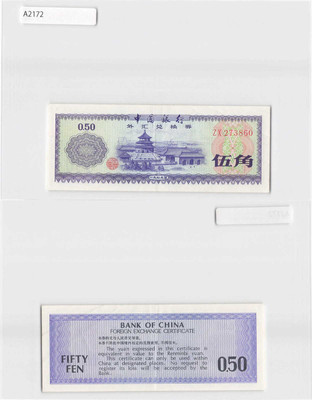 A2172
中国银行
外汇兑换券
0.50
ZX273860
伍角
BANK OF CHINA
FOREIGN EXCHANGE CERTIFICATE
The yuan expressed in this certificate is
equivalent in value to the Renminbi yuan.
This certificate can only be used within
China at designated places. No request to
register its loss will be accepted by the
Bank.
FIFTY
FEN
0.50